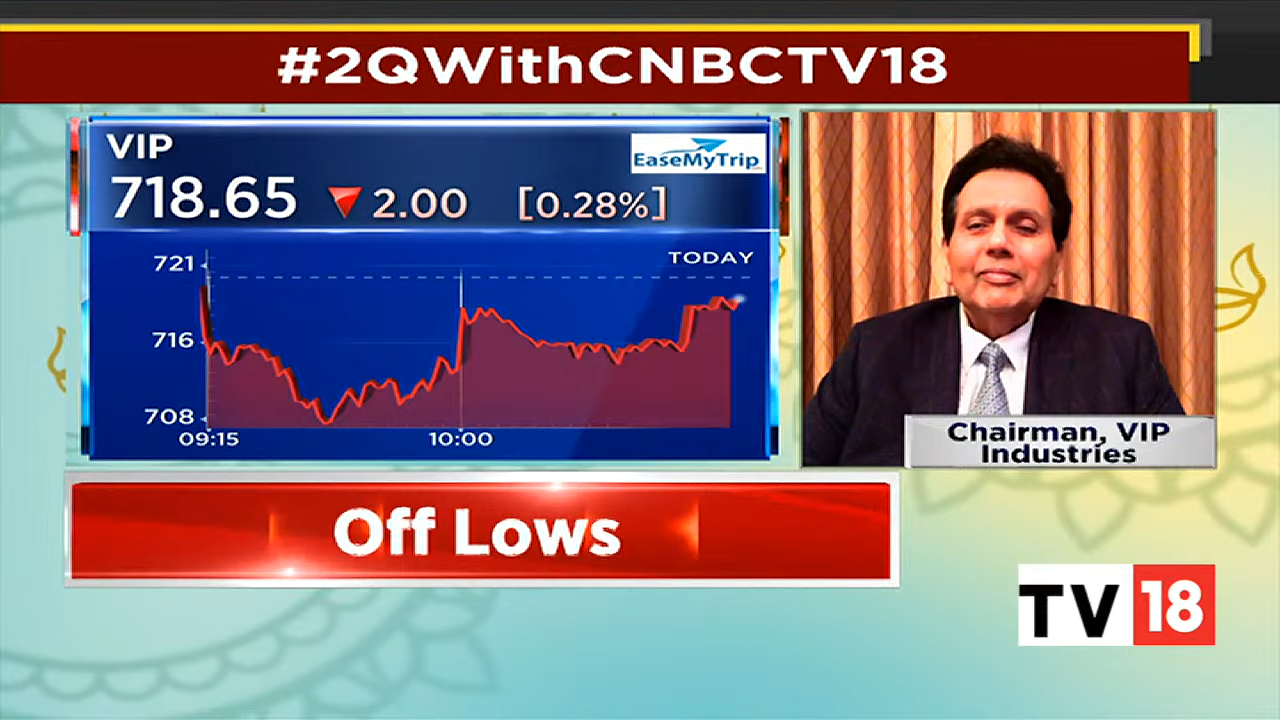 #2QWithCNBCTV18
VIP
EaseMyTrip
718.65 ▼ 2.00 [0.28%]
TODAY
721
716
708
09:15 10:00
Chairman, VIP
Industries
Off Lows
TV18